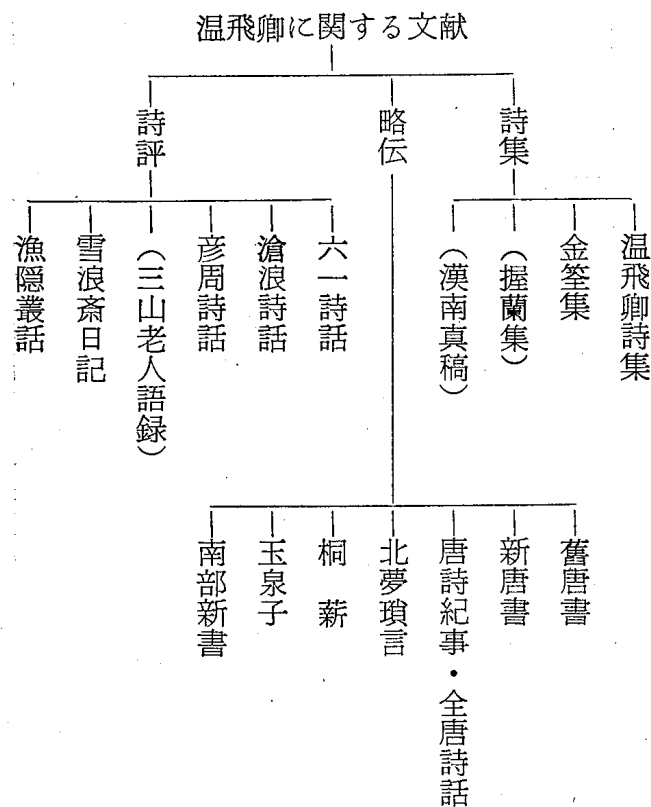 温飛卿に関する文献
詩集
温飛卿詩集
金筌集
（握蘭集）
（漢南真稿）
略伝
舊唐書
新唐書
唐詩紀事・全唐詩話
北夢瑣言
桐薪
玉泉子
南部新書
詩評
六一詩話
滄浪詩話
彦周詩話
（三山老人語録）
雪浪斎日記
漁隠叢話